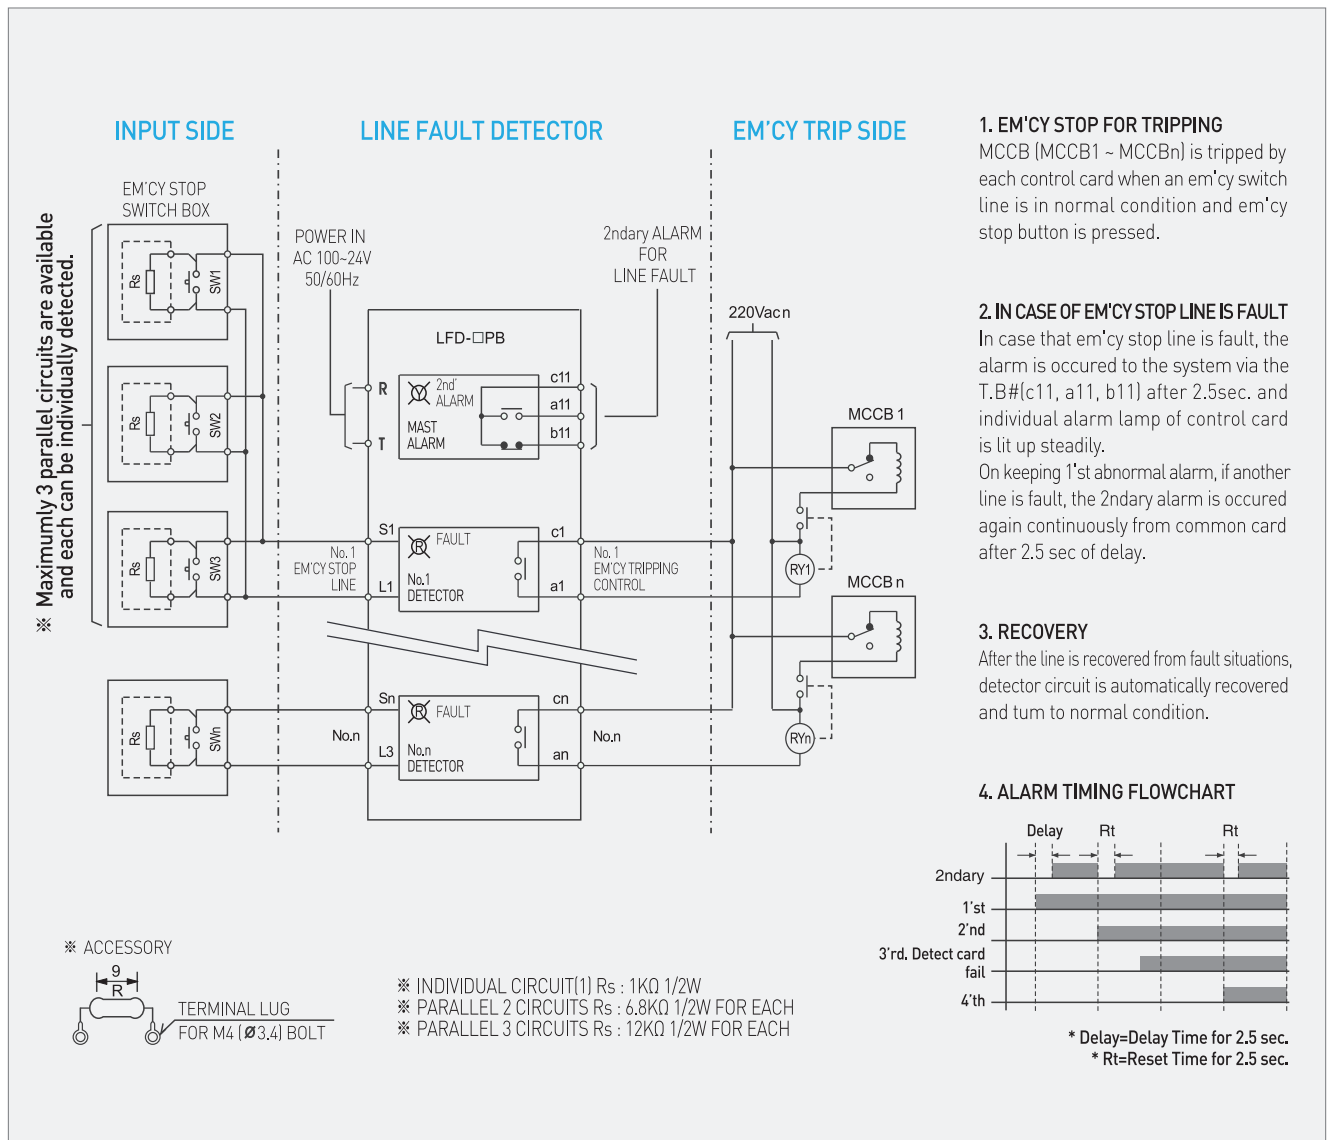 INPUT SIDE
LINE FAULT DETECTOR
EM'CY TRIP SIDE
※ Maximumly 3 parallel circuits are available
and each can be individually detected.
EM'CY STOP
SWITCH BOX
Rs
SW1
Rs
SW2
Rs
SW3
Rs
SWn
POWER IN
AC 100~24V
50/60Hz
2ndary ALARM
FOR
LINE FAULT
LFD-□PB
R
T
Y
2nd'
ALARM
MAST
ALARM
c11
a11
b11
S1
L1
No. 1
EM'CY STOP
LINE
R
FAULT
No.1
DETECTOR
c1
a1
No. 1
EM'CY TRIPPING
CONTROL
Sn
L3
No.n
R
FAULT
No.n
DETECTOR
cn
an
No.n
220Vac n
MCCB 1
RY1
MCCB n
RYn
1. EM'CY STOP FOR TRIPPING
MCCB (MCCB1 ~ MCCBn) is tripped by
each control card when an em'cy switch
line is in normal condition and em'cy
stop button is pressed.
2. IN CASE OF EM'CY STOP LINE IS FAULT
In case that em'cy stop line is fault, the
alarm is occured to the system via the
T.B#(c11, a11, b11) after 2.5sec. and
individual alarm lamp of control card
is lit up steadily.
On keeping 1'st abnormal alarm, if another
line is fault, the 2ndary alarm is occured
again continuously from common card
after 2.5 sec of delay.
3. RECOVERY
After the line is recovered from fault situations,
detector circuit is automatically recovered
and tum to normal condition.
4. ALARM TIMING FLOWCHART
Delay
Rt
Rt
2ndary
1'st
2'nd
3'rd. Detect card
fail
4'th
* Delay=Delay Time for 2.5 sec.
* Rt=Reset Time for 2.5 sec.
※ ACCESSORY
9
R
TERMINAL LUG
FOR M4 (Ø3.4) BOLT
※ INDIVIDUAL CIRCUIT(1) Rs : 1KΩ 1/2W
※ PARALLEL 2 CIRCUITS Rs : 6.8KΩ 1/2W FOR EACH
※ PARALLEL 3 CIRCUITS Rs : 12KΩ 1/2W FOR EACH